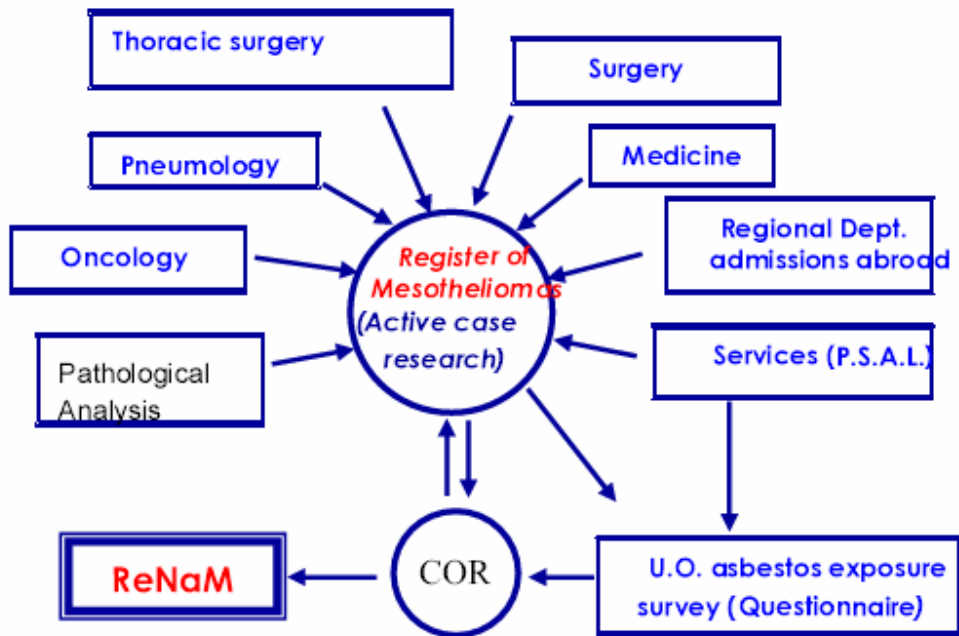 Thoracic surgery
Surgery
Pneumology
Medicine
Oncology
Regional Dept.
admissions abroad
Register of
Mesotheliomas
(Active case
research)
Services (P.S.A.L.)
Pathological
Analysis
ReNaM
COR
U.O. asbestos exposure
survey (Questionnaire)